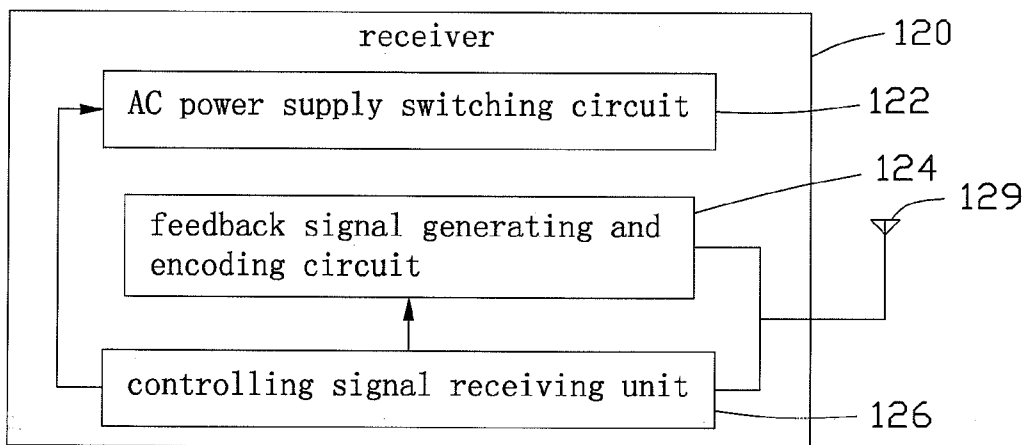 receiver
120
AC power supply switching circuit
122
124
129
feedback signal generating and
encoding circuit
controlling signal receiving unit
126